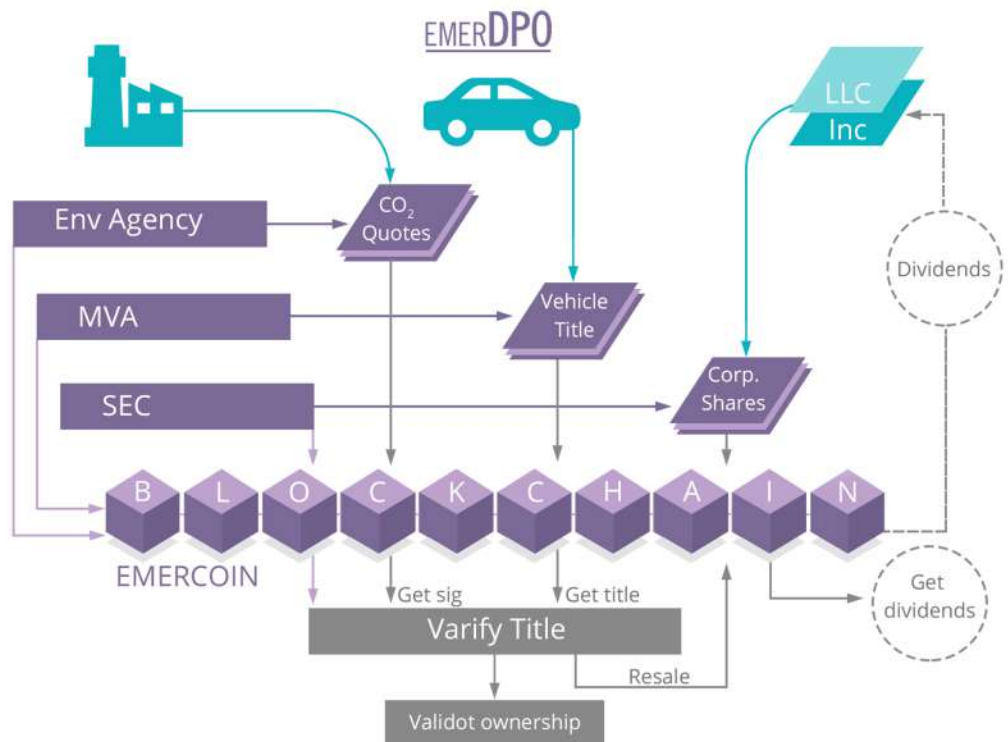 EMERDPO
LLC
Inc
CO₂
Quotes
Env Agency
Dividends
MVA
Vehicle
Title
SEC
Corp.
Shares
B L O C K C H A I N
EMERCOIN
Get sig
Get title
Get
dividends
Varify Title
Resale
Validot ownership